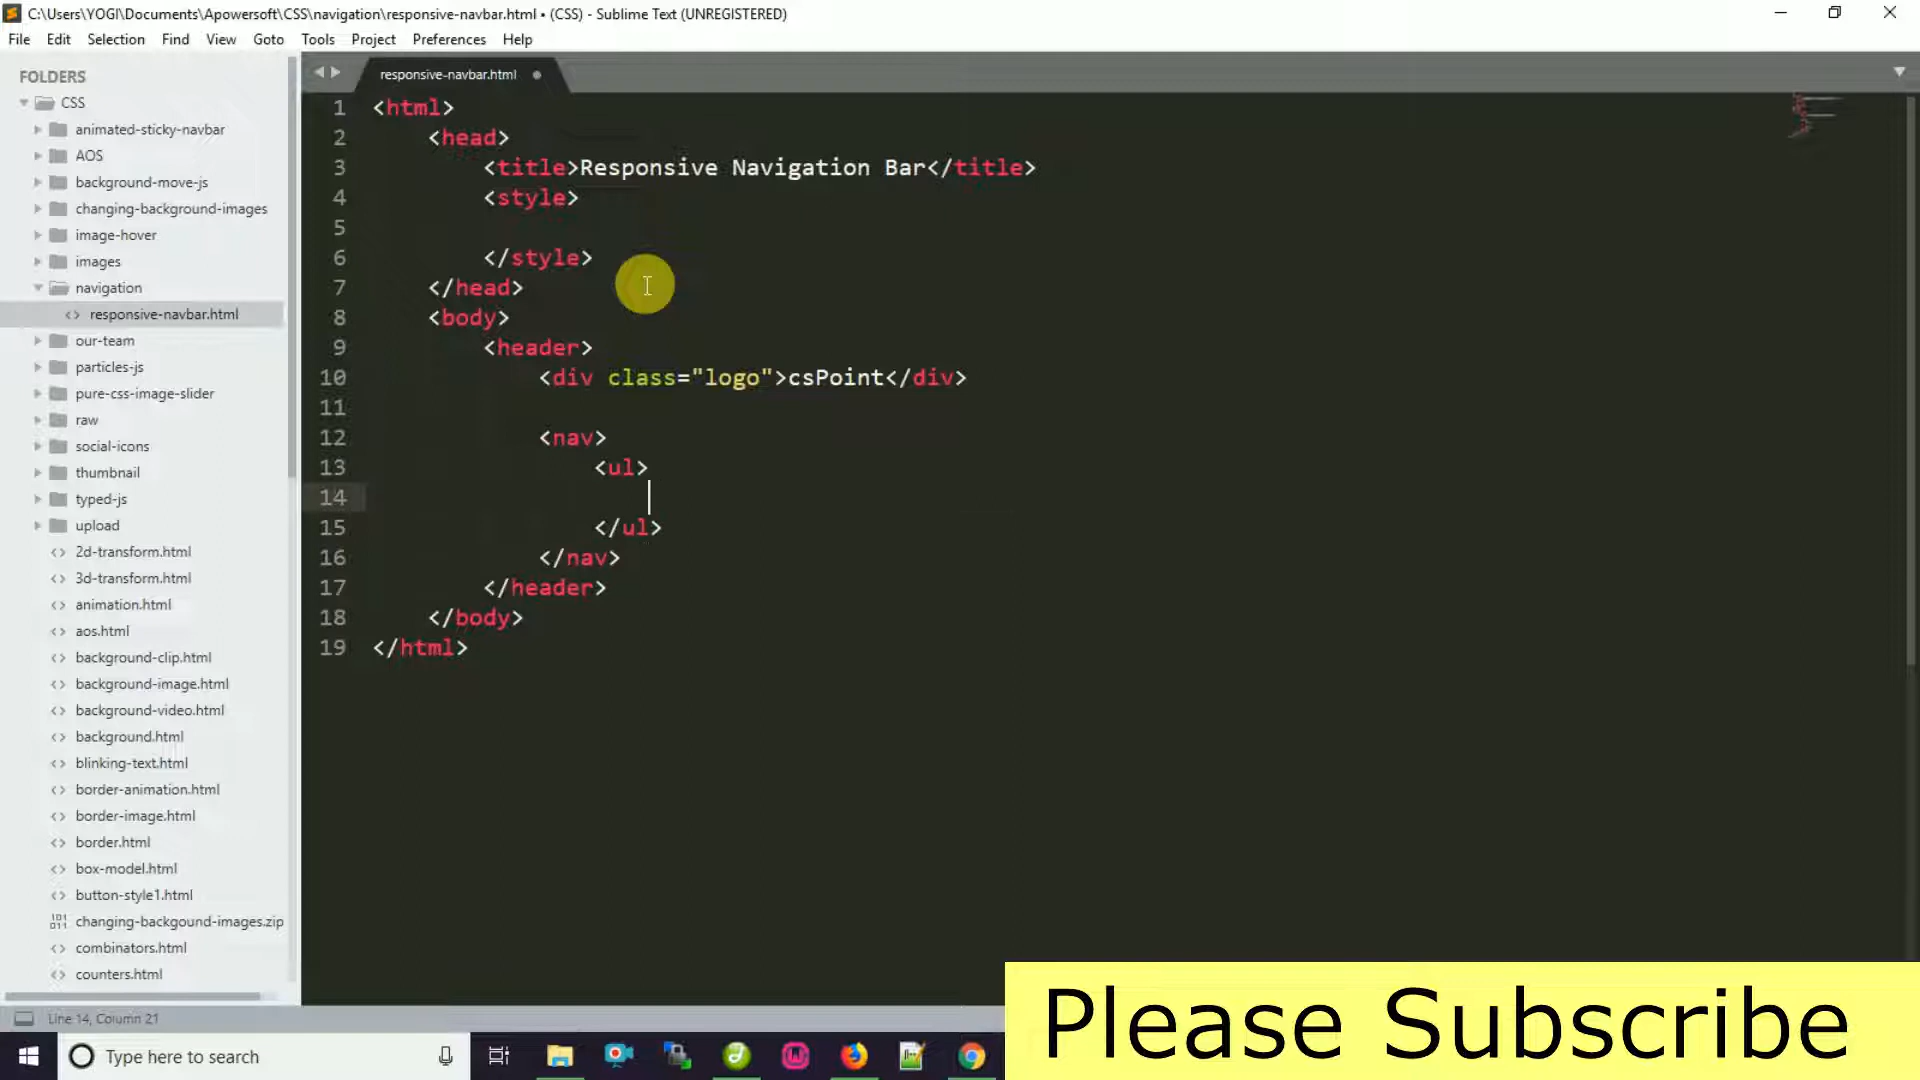 C:\Users\YOGI\Documents\Apowersoft\CSS\navigation\responsive-navbar.html • (CSS) - Sublime Text (UNREGISTERED)
File Edit Selection Find View Goto Tools Project Preferences Help
FOLDERS
CSS
animated-sticky-navbar
AOS
background-move-js
changing-background-images
image-hover
images
navigation
responsive-navbar.html
our-team
particles-js
pure-css-image-slider
raw
social-icons
thumbnail
typed-js
upload
2d-transform.html
3d-transform.html
animation.html
aos.html
background-clip.html
background-image.html
background-video.html
background.html
blinking-text.html
border-animation.html
border-image.html
border.html
box-model.html
button-style1.html
changing-backgound-images.zip
combinators.html
counters.html
responsive-navbar.html
1 <html>
2 <head>
3 <title>Responsive Navigation Bar</title>
4 <style>
5
6 </style>
7 </head>
8 <body>
9 <header>
10 <div class="logo">csPoint</div>
11
12 <nav>
13 <ul>
14
15 </ul>
16 </nav>
17 </header>
18 </body>
19 </html>
Line 14, Column 21
Type here to search
Please Subscribe